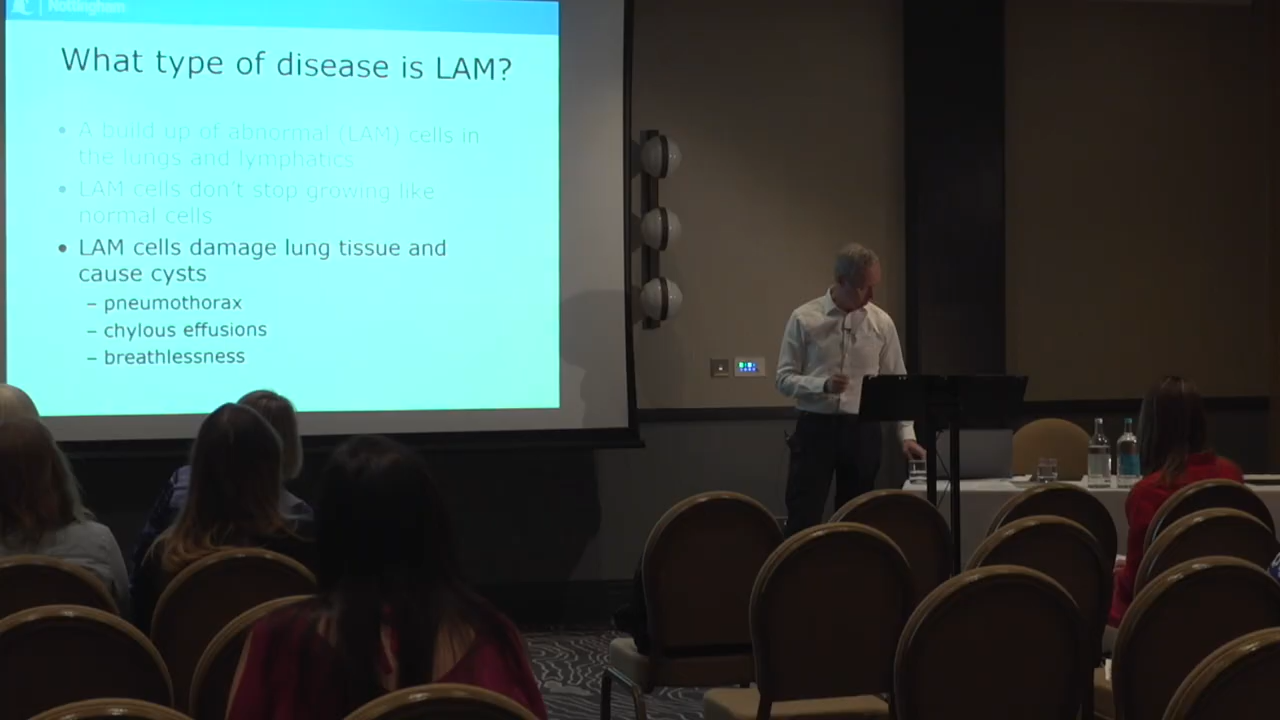 Nottingham
What type of disease is LAM?
• A build up of abnormal (LAM) cells in
the lungs and lymphatics
• LAM cells don't stop growing like
normal cells
• LAM cells damage lung tissue and
cause cysts
– pneumothorax
– chylous effusions
– breathlessness